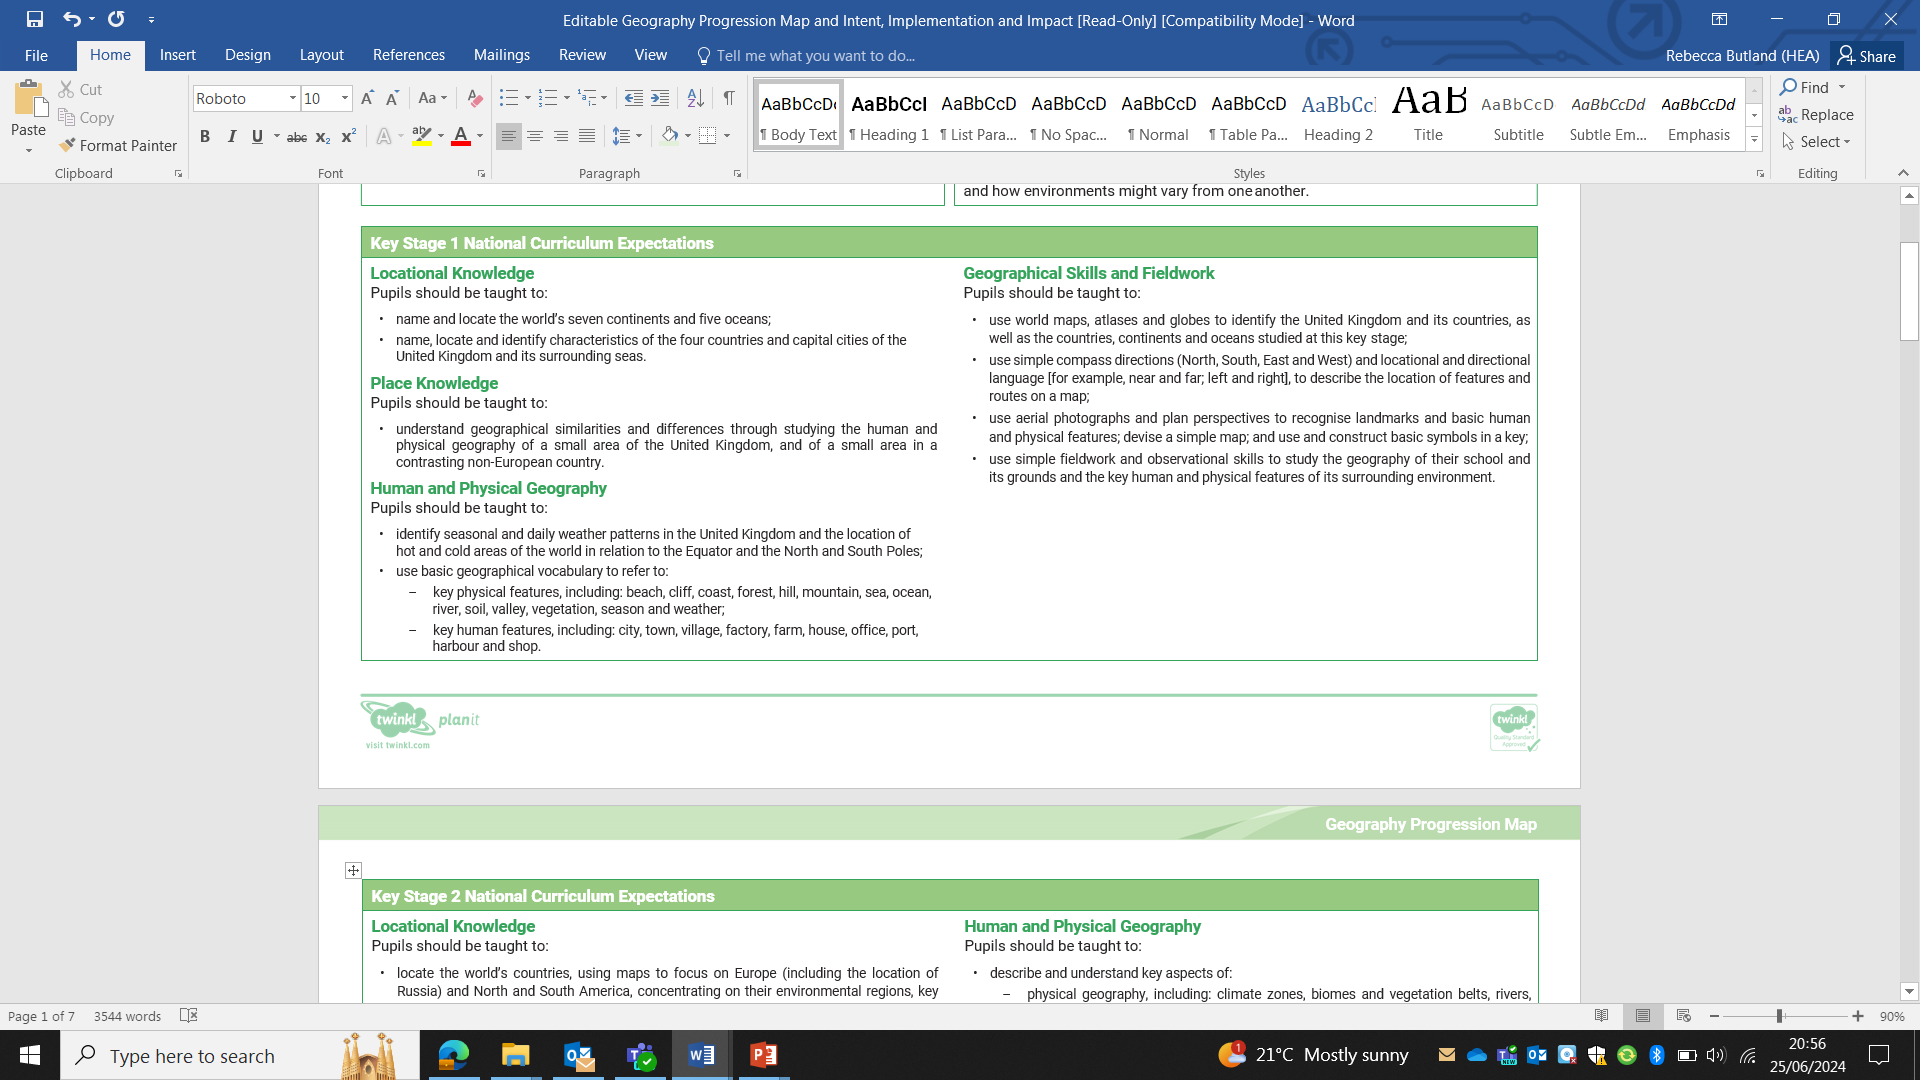 Editable Geography Progression Map and Intent, Implementation and Impact [Read-Only] [Compatibility Mode] - Word
File Home Insert Design Layout References Mailings Review View Tell me what you want to do... Rebecca Butland (HEA) Share
Paste
Cut
Copy
Format Painter
Clipboard
Roboto 10
Aa
B I U abc X2 X2 A ab A
Font
Paragraph
AaBbCcDc AaBbCcI AaBbCcD AaBbCcD AaBbCcD AaBbCcD AaBbCcI AaB AaBbCcD AaBbCcDd AaBbCcDd
¶ Body Text ¶ Heading 1 ¶ List Para... ¶ No Spac... ¶ Normal ¶ Table Pa... Heading 2 Title Subtitle Subtle Em... Emphasis
Styles
Find
Replace
Select
Editing
and how environments might vary from one another.
Key Stage 1 National Curriculum Expectations
Locational Knowledge
Pupils should be taught to:
• name and locate the world's seven continents and five oceans;
• name, locate and identify characteristics of the four countries and capital cities of the
United Kingdom and its surrounding seas.
Place Knowledge
Pupils should be taught to:
• understand geographical similarities and differences through studying the human and
physical geography of a small area of the United Kingdom, and of a small area in a
contrasting non-European country.
Human and Physical Geography
Pupils should be taught to:
• identify seasonal and daily weather patterns in the United Kingdom and the location of
hot and cold areas of the world in relation to the Equator and the North and South Poles;
• use basic geographical vocabulary to refer to:
– key physical features, including: beach, cliff, coast, forest, hill, mountain, sea, ocean,
river, soil, valley, vegetation, season and weather;
– key human features, including: city, town, village, factory, farm, house, office, port,
harbour and shop.
Geographical Skills and Fieldwork
Pupils should be taught to:
• use world maps, atlases and globes to identify the United Kingdom and its countries, as
well as the countries, continents and oceans studied at this key stage;
• use simple compass directions (North, South, East and West) and locational and directional
language [for example, near and far; left and right], to describe the location of features and
routes on a map;
• use aerial photographs and plan perspectives to recognise landmarks and basic human
and physical features; devise a simple map; and use and construct basic symbols in a key;
• use simple fieldwork and observational skills to study the geography of their school and
its grounds and the key human and physical features of its surrounding environment.
twinkl planit
visit twinkl.com
twinkl
Quality Standard
Approved
Geography Progression Map
Key Stage 2 National Curriculum Expectations
Locational Knowledge
Pupils should be taught to:
• locate the world's countries, using maps to focus on Europe (including the location of
Russia) and North and South America, concentrating on their environmental regions, key
Human and Physical Geography
Pupils should be taught to:
• describe and understand key aspects of:
– physical geography, including: climate zones, biomes and vegetation belts, rivers,
Page 1 of 7 3544 words 90%
Type here to search
21°C Mostly sunny
20:56
25/06/2024